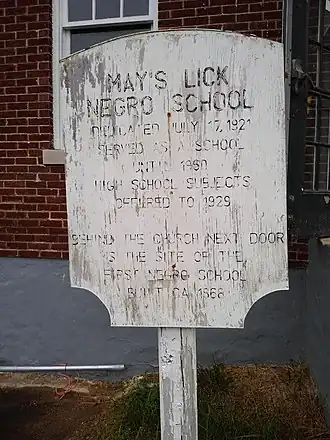 MAY'S LICK
NEGRO SCHOOL
DEDICATED JULY 17, 1921
SERVED AS A SCHOOL
UNTIL 1960
HIGH SCHOOL SUBJECTS
OFFERED TO 1929
BEHIND THE CHURCH NEXT DOOR
IS THE SITE OF THE
FIRST NEGRO SCHOOL
BUILT CA. 1868